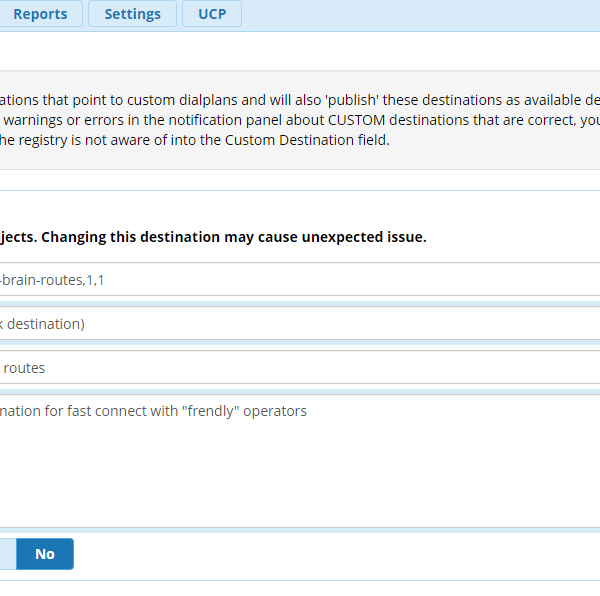 Reports Settings UCP
ations that point to custom dialplans and will also 'publish' these destinations as available de
warnings or errors in the notification panel about CUSTOM destinations that are correct, you
he registry is not aware of into the Custom Destination field.
jects. Changing this destination may cause unexpected issue.
-brain-routes,1,1
k destination)
routes
nation for fast connect with "frendly" operators
No